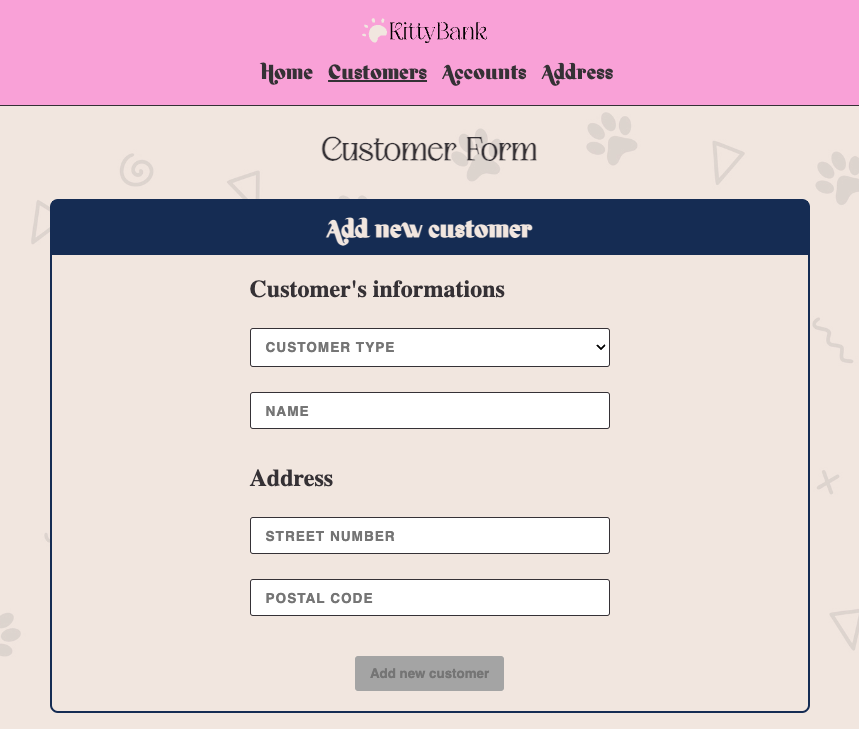 KittyBank
Home Customers Accounts Address
Customer Form
Add new customer
Customer's informations
CUSTOMER TYPE
NAME
Address
STREET NUMBER
POSTAL CODE
Add new customer